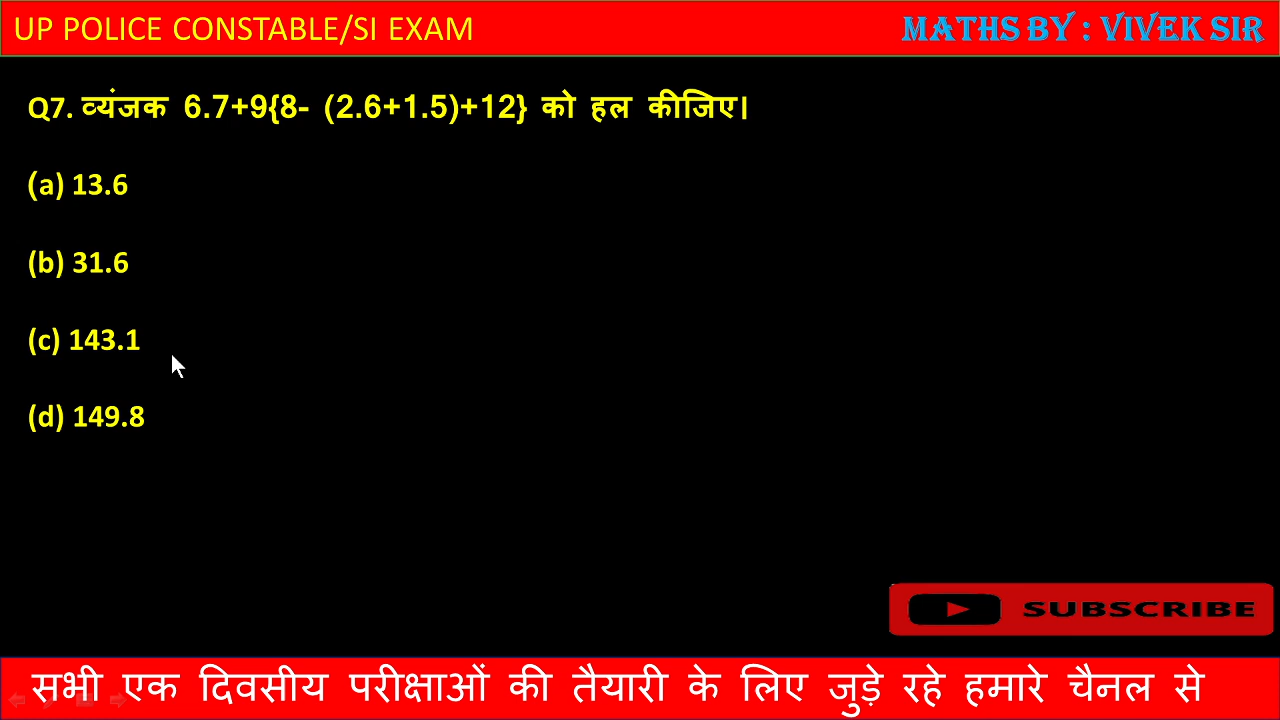 UP POLICE CONSTABLE/SI EXAM
MATHS BY : VIVEK SIR
Q7. व्यंजक 6.7+9{8- (2.6+1.5)+12} को हल कीजिए।
(a) 13.6
(b) 31.6
(c) 143.1
(d) 149.8
SUBSCRIBE
सभी एक दिवसीय परीक्षाओं की तैयारी के लिए जुड़े रहे हमारे चैनल से